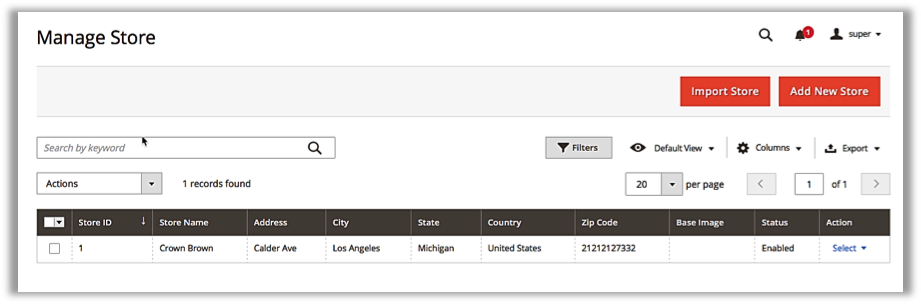 Manage Store
1
super
Import Store Add New Store
Search by keyword
Filters Default View Columns Export
Actions 1 records found 20 per page 1 of 1
Store ID ↓ Store Name Address City State Country Zip Code Base Image Status Action
1 Crown Brown Calder Ave Los Angeles Michigan United States 21212127332 Enabled Select